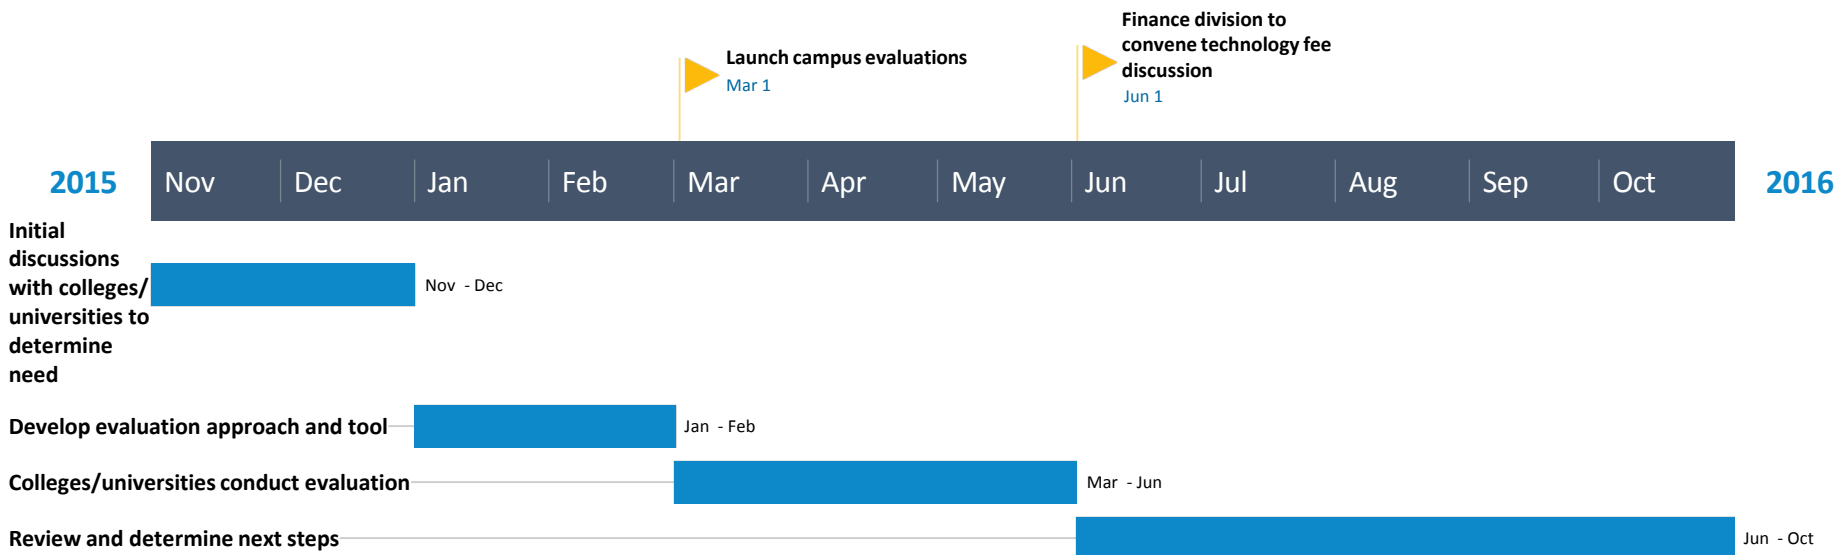 Finance division to
convene technology fee
discussion
Jun 1
Launch campus evaluations
Mar 1
2015 Nov Dec Jan Feb Mar Apr May Jun Jul Aug Sep Oct 2016
Initial
discussions
with colleges/
universities to
determine
need
Nov - Dec
Develop evaluation approach and tool
Jan - Feb
Colleges/universities conduct evaluation
Mar - Jun
Review and determine next steps
Jun - Oct